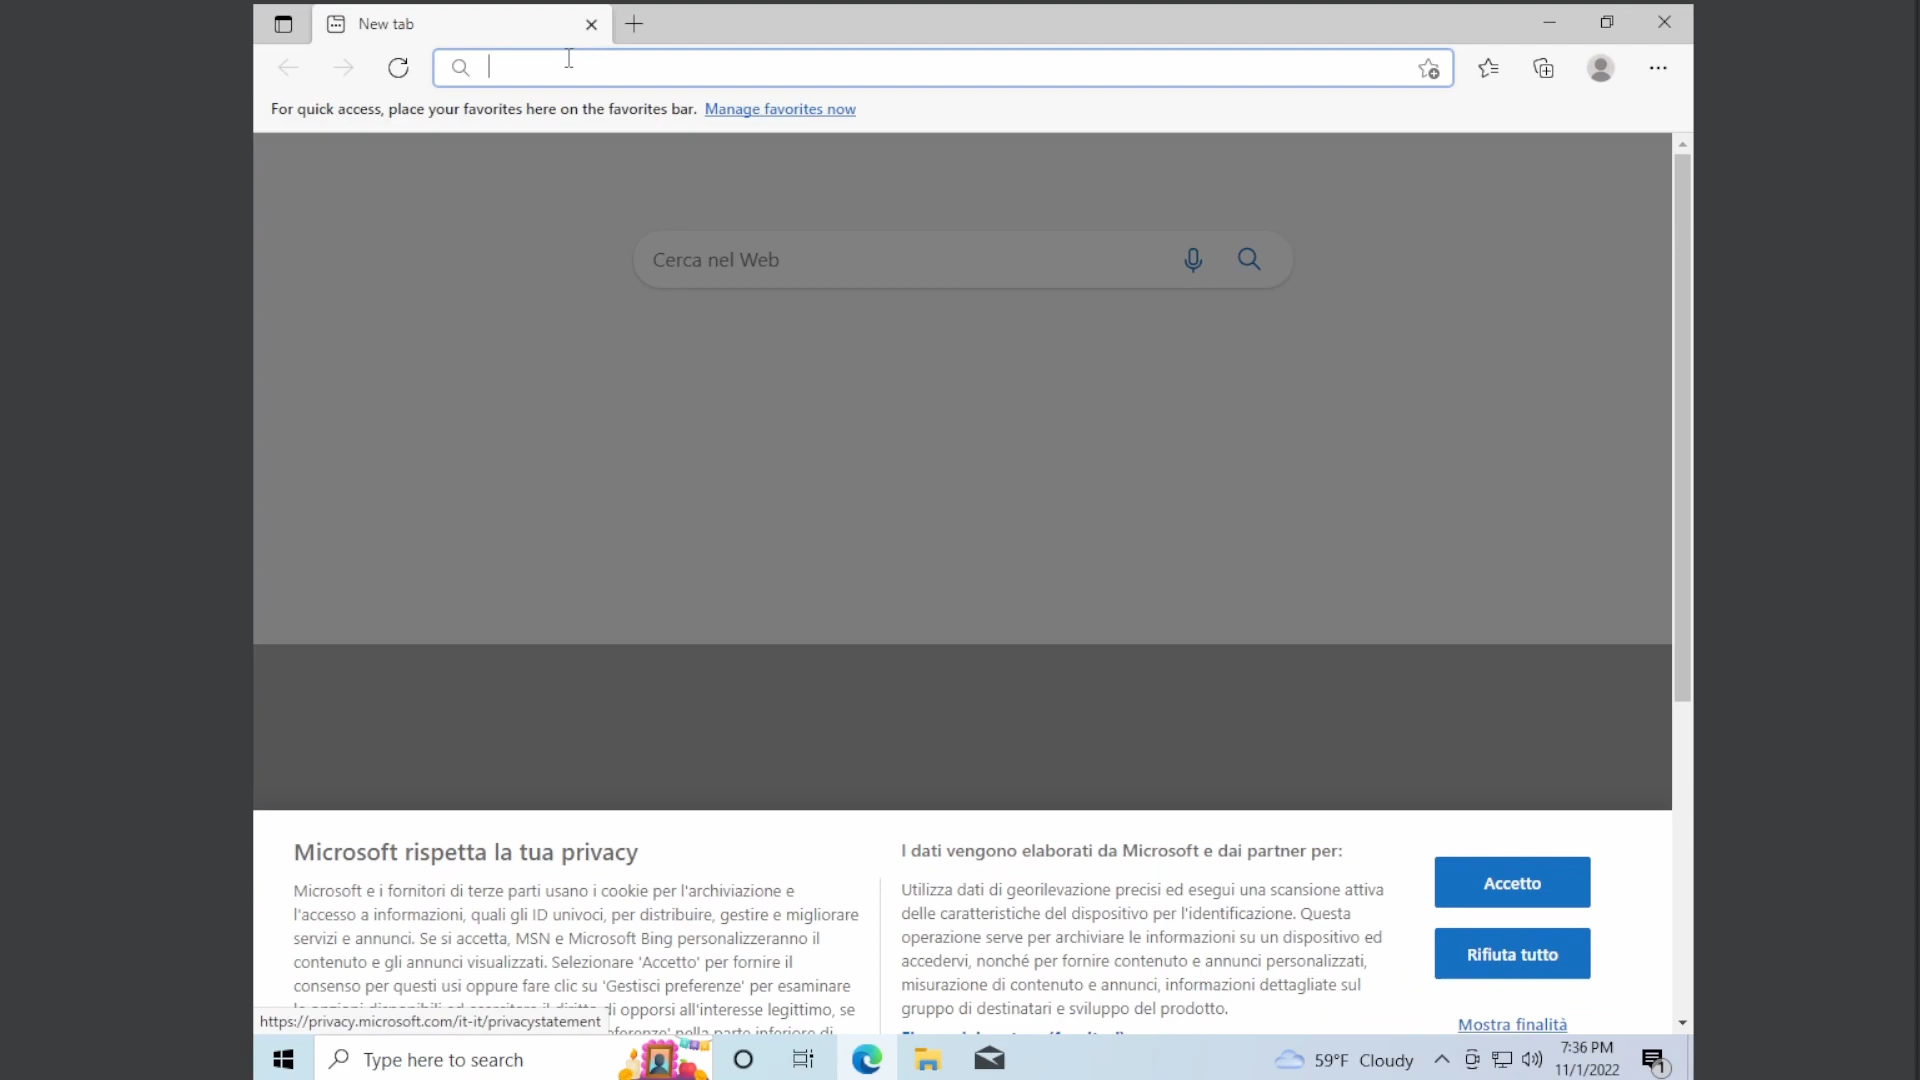 New tab
For quick access, place your favorites here on the favorites bar. Manage favorites now
Cerca nel Web
Microsoft rispetta la tua privacy
Microsoft e i fornitori di terze parti usano i cookie per l'archiviazione e
l'accesso a informazioni, quali gli ID univoci, per distribuire, gestire e migliorare
servizi e annunci. Se si accetta, MSN e Microsoft Bing personalizzeranno il
contenuto e gli annunci visualizzati. Selezionare 'Accetto' per fornire il
consenso per questi usi oppure fare clic su 'Gestisci preferenze' per esaminare
di opporsi all'interesse legittimo, se
I dati vengono elaborati da Microsoft e dai partner per:
Utilizza dati di georilevazione precisi ed esegui una scansione attiva
delle caratteristiche del dispositivo per l'identificazione. Questa
operazione serve per archiviare le informazioni su un dispositivo ed
accedervi, nonché per fornire contenuto e annunci personalizzati,
misurazione di contenuto e annunci, informazioni dettagliate sul
gruppo di destinatari e sviluppo del prodotto.
Accetto
Rifiuta tutto
Mostra finalità
https://privacy.microsoft.com/it-it/privacystatement
Type here to search
59°F Cloudy
7:36 PM
11/1/2022
1